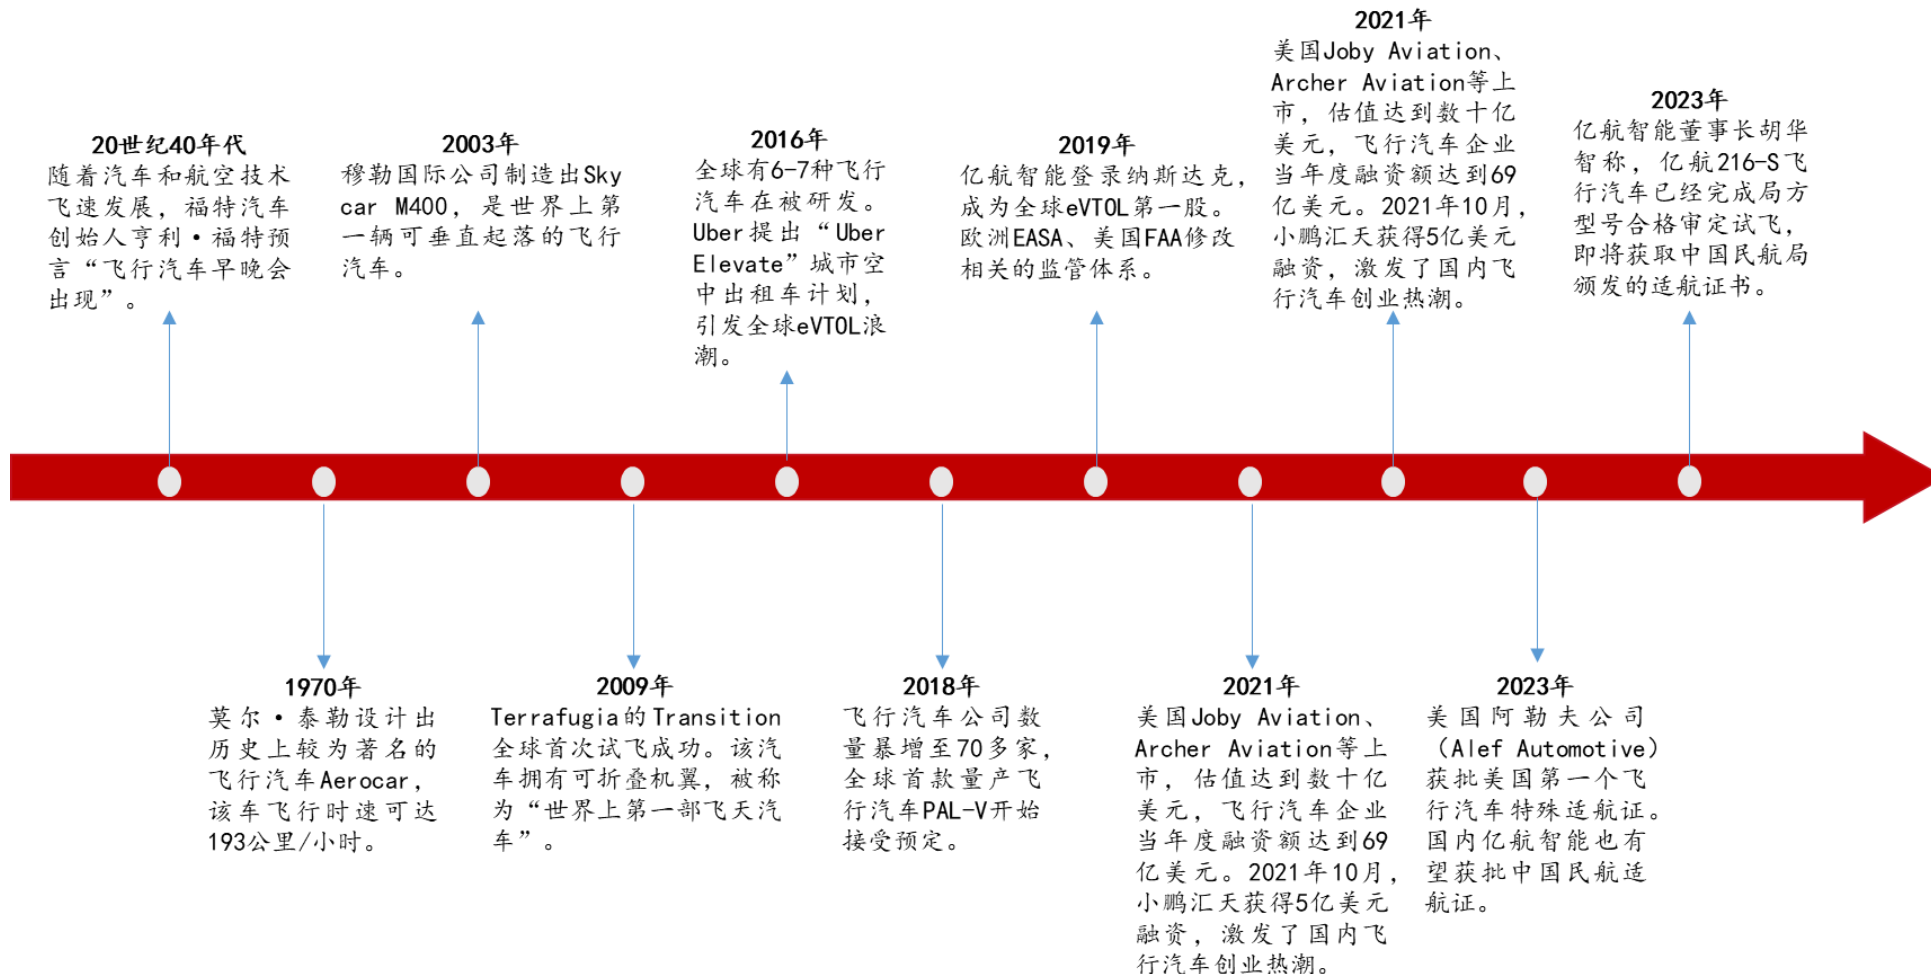 20世纪40年代
随着汽车和航空技术
飞速发展，福特汽车
创始人亨利·福特预
言“飞行汽车早晚会
出现”。
1970年
莫尔·泰勒设计出
历史上较为著名的
飞行汽车Aerocar，
该车飞行时速可达
193公里/小时。
2003年
穆勒国际公司制造出Sky
car M400，是世界上第
一辆可垂直起落的飞行
汽车。
2009年
Terrafugia的Transition
全球首次试飞成功。该汽
车拥有可折叠机翼，被称
为“世界上第一部飞天汽
车”。
2016年
全球有6-7种飞行
汽车在被研发。
Uber提出“Uber
Elevate”城市空
中出租车计划，
引发全球eVTOL浪
潮。
2018年
飞行汽车公司数
量暴增至70多家，
全球首款量产飞
行汽车PAL-V开始
接受预定。
2019年
亿航智能登录纳斯达克，
成为全球eVTOL第一股。
欧洲EASA、美国FAA修改
相关的监管体系。
2021年
美国Joby Aviation、
Archer Aviation等上
市，估值达到数十亿
美元，飞行汽车企业
当年度融资额达到69
亿美元。2021年10月，
小鹏汇天获得5亿美元
融资，激发了国内飞
行汽车创业热潮。
2021年
美国Joby Aviation、
Archer Aviation等上
市，估值达到数十亿
美元，飞行汽车企业
当年度融资额达到69
亿美元。2021年10月，
小鹏汇天获得5亿美元
融资，激发了国内飞
行汽车创业热潮。
2023年
美国阿勒夫公司
（Alef Automotive）
获批美国第一个飞
行汽车特殊适航证。
国内亿航智能也有
望获批中国民航适
航证。
2023年
亿航智能董事长胡华
智称，亿航216-S飞
行汽车已经完成局方
型号合格审定试飞，
即将获取中国民航局
颁发的适航证书。